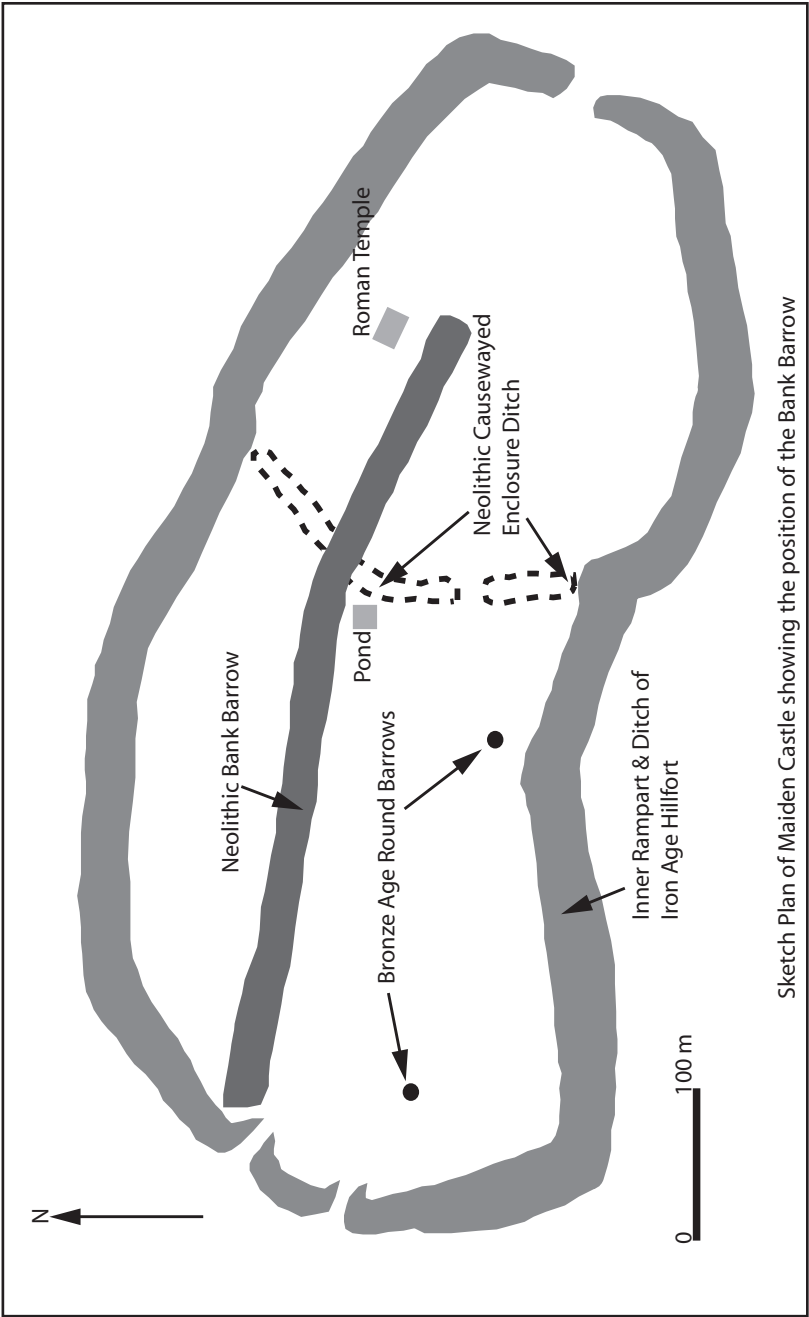 N
Roman Temple
Neolithic Causewayed
Enclosure Ditch
Neolithic Bank Barrow
Pond
Bronze Age Round Barrows
Inner Rampart & Ditch of
Iron Age Hillfort
0
100 m
Sketch Plan of Maiden Castle showing the position of the Bank Barrow